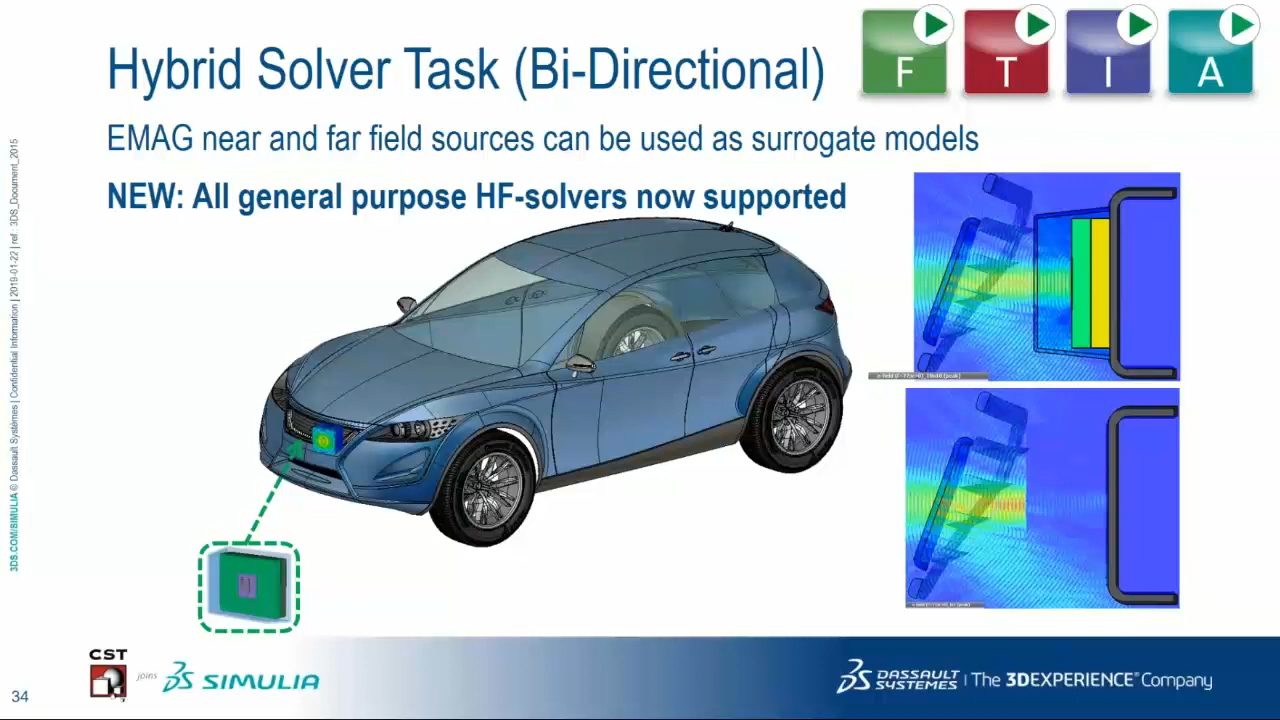 Hybrid Solver Task (Bi-Directional)
F T I A
EMAG near and far field sources can be used as surrogate models
NEW: All general purpose HF-solvers now supported
3DS.COM/SIMULIA © Dassault Systèmes | Confidential Information | 2019-01-22 | ref.: 3DS_Document_2015
34
CST
joins
SIMULIA
DASSAULT
SYSTEMES | The 3DEXPERIENCE® Company